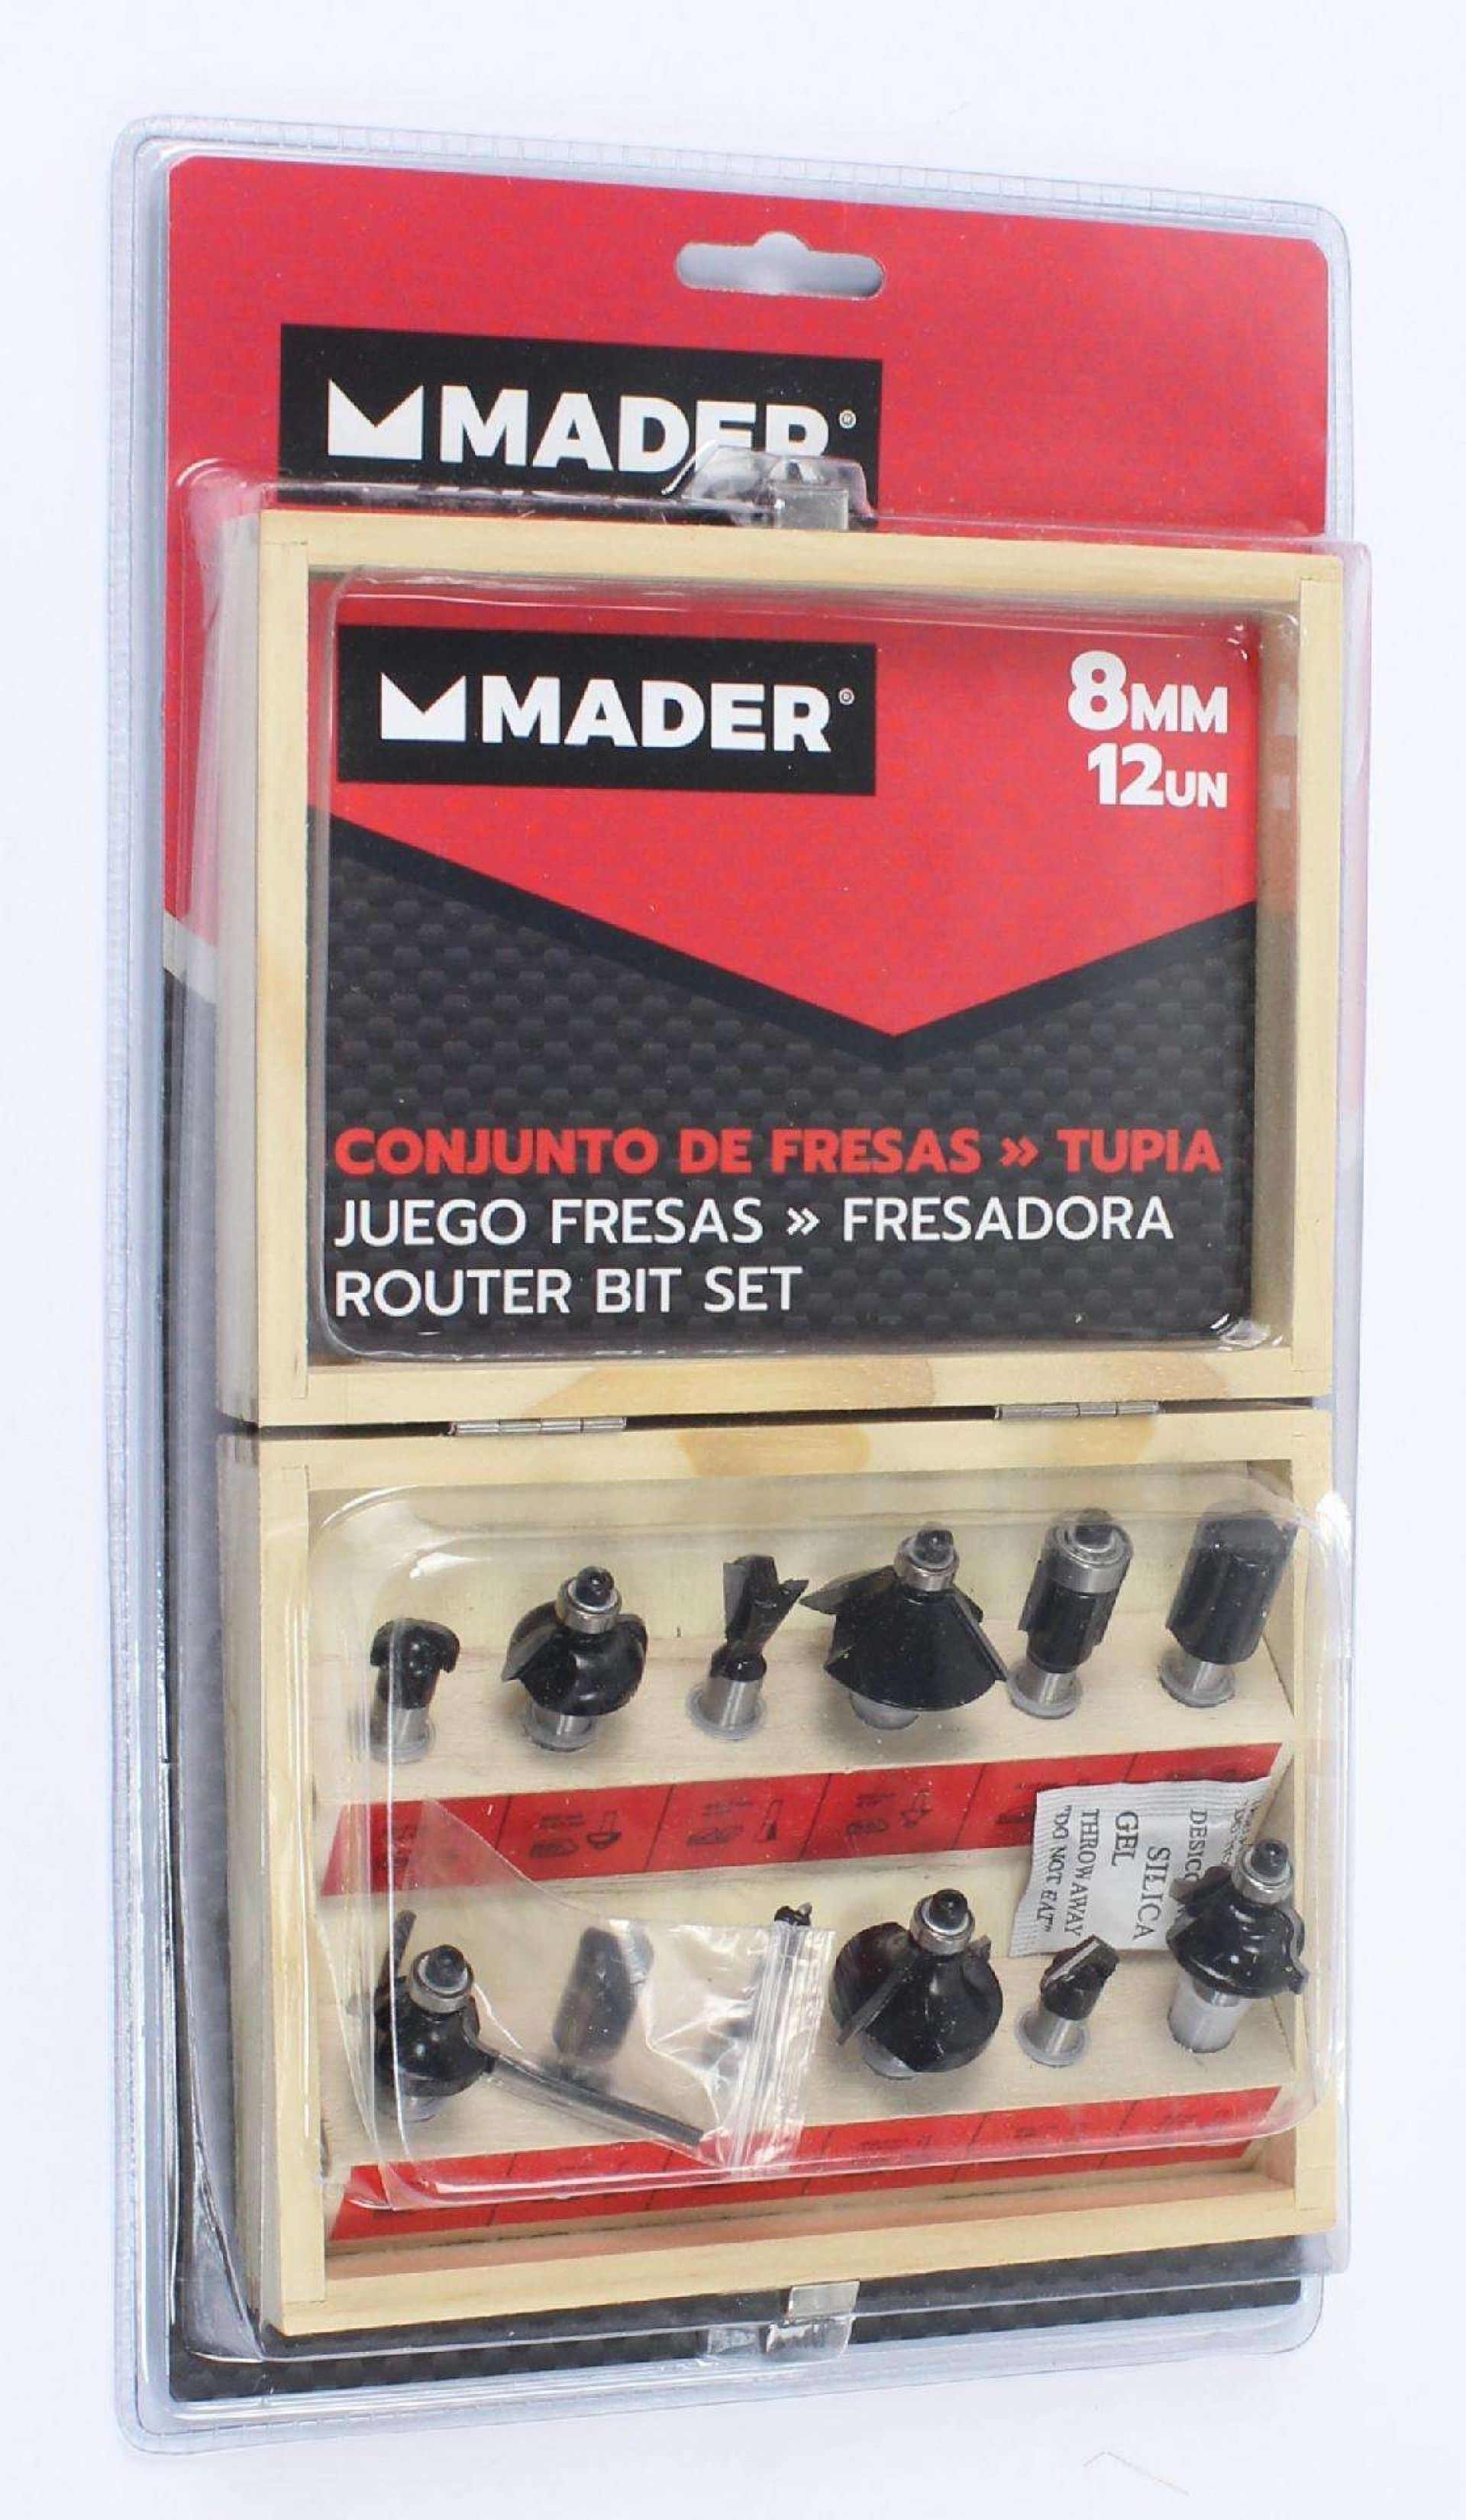 MADER®
MADER®
8MM
12UN
CONJUNTO DE FRESAS » TUPIA
JUEGO FRESAS » FRESADORA
ROUTER BIT SET
SILICA
GEL
THROW AWAY
"DO NOT EAT"